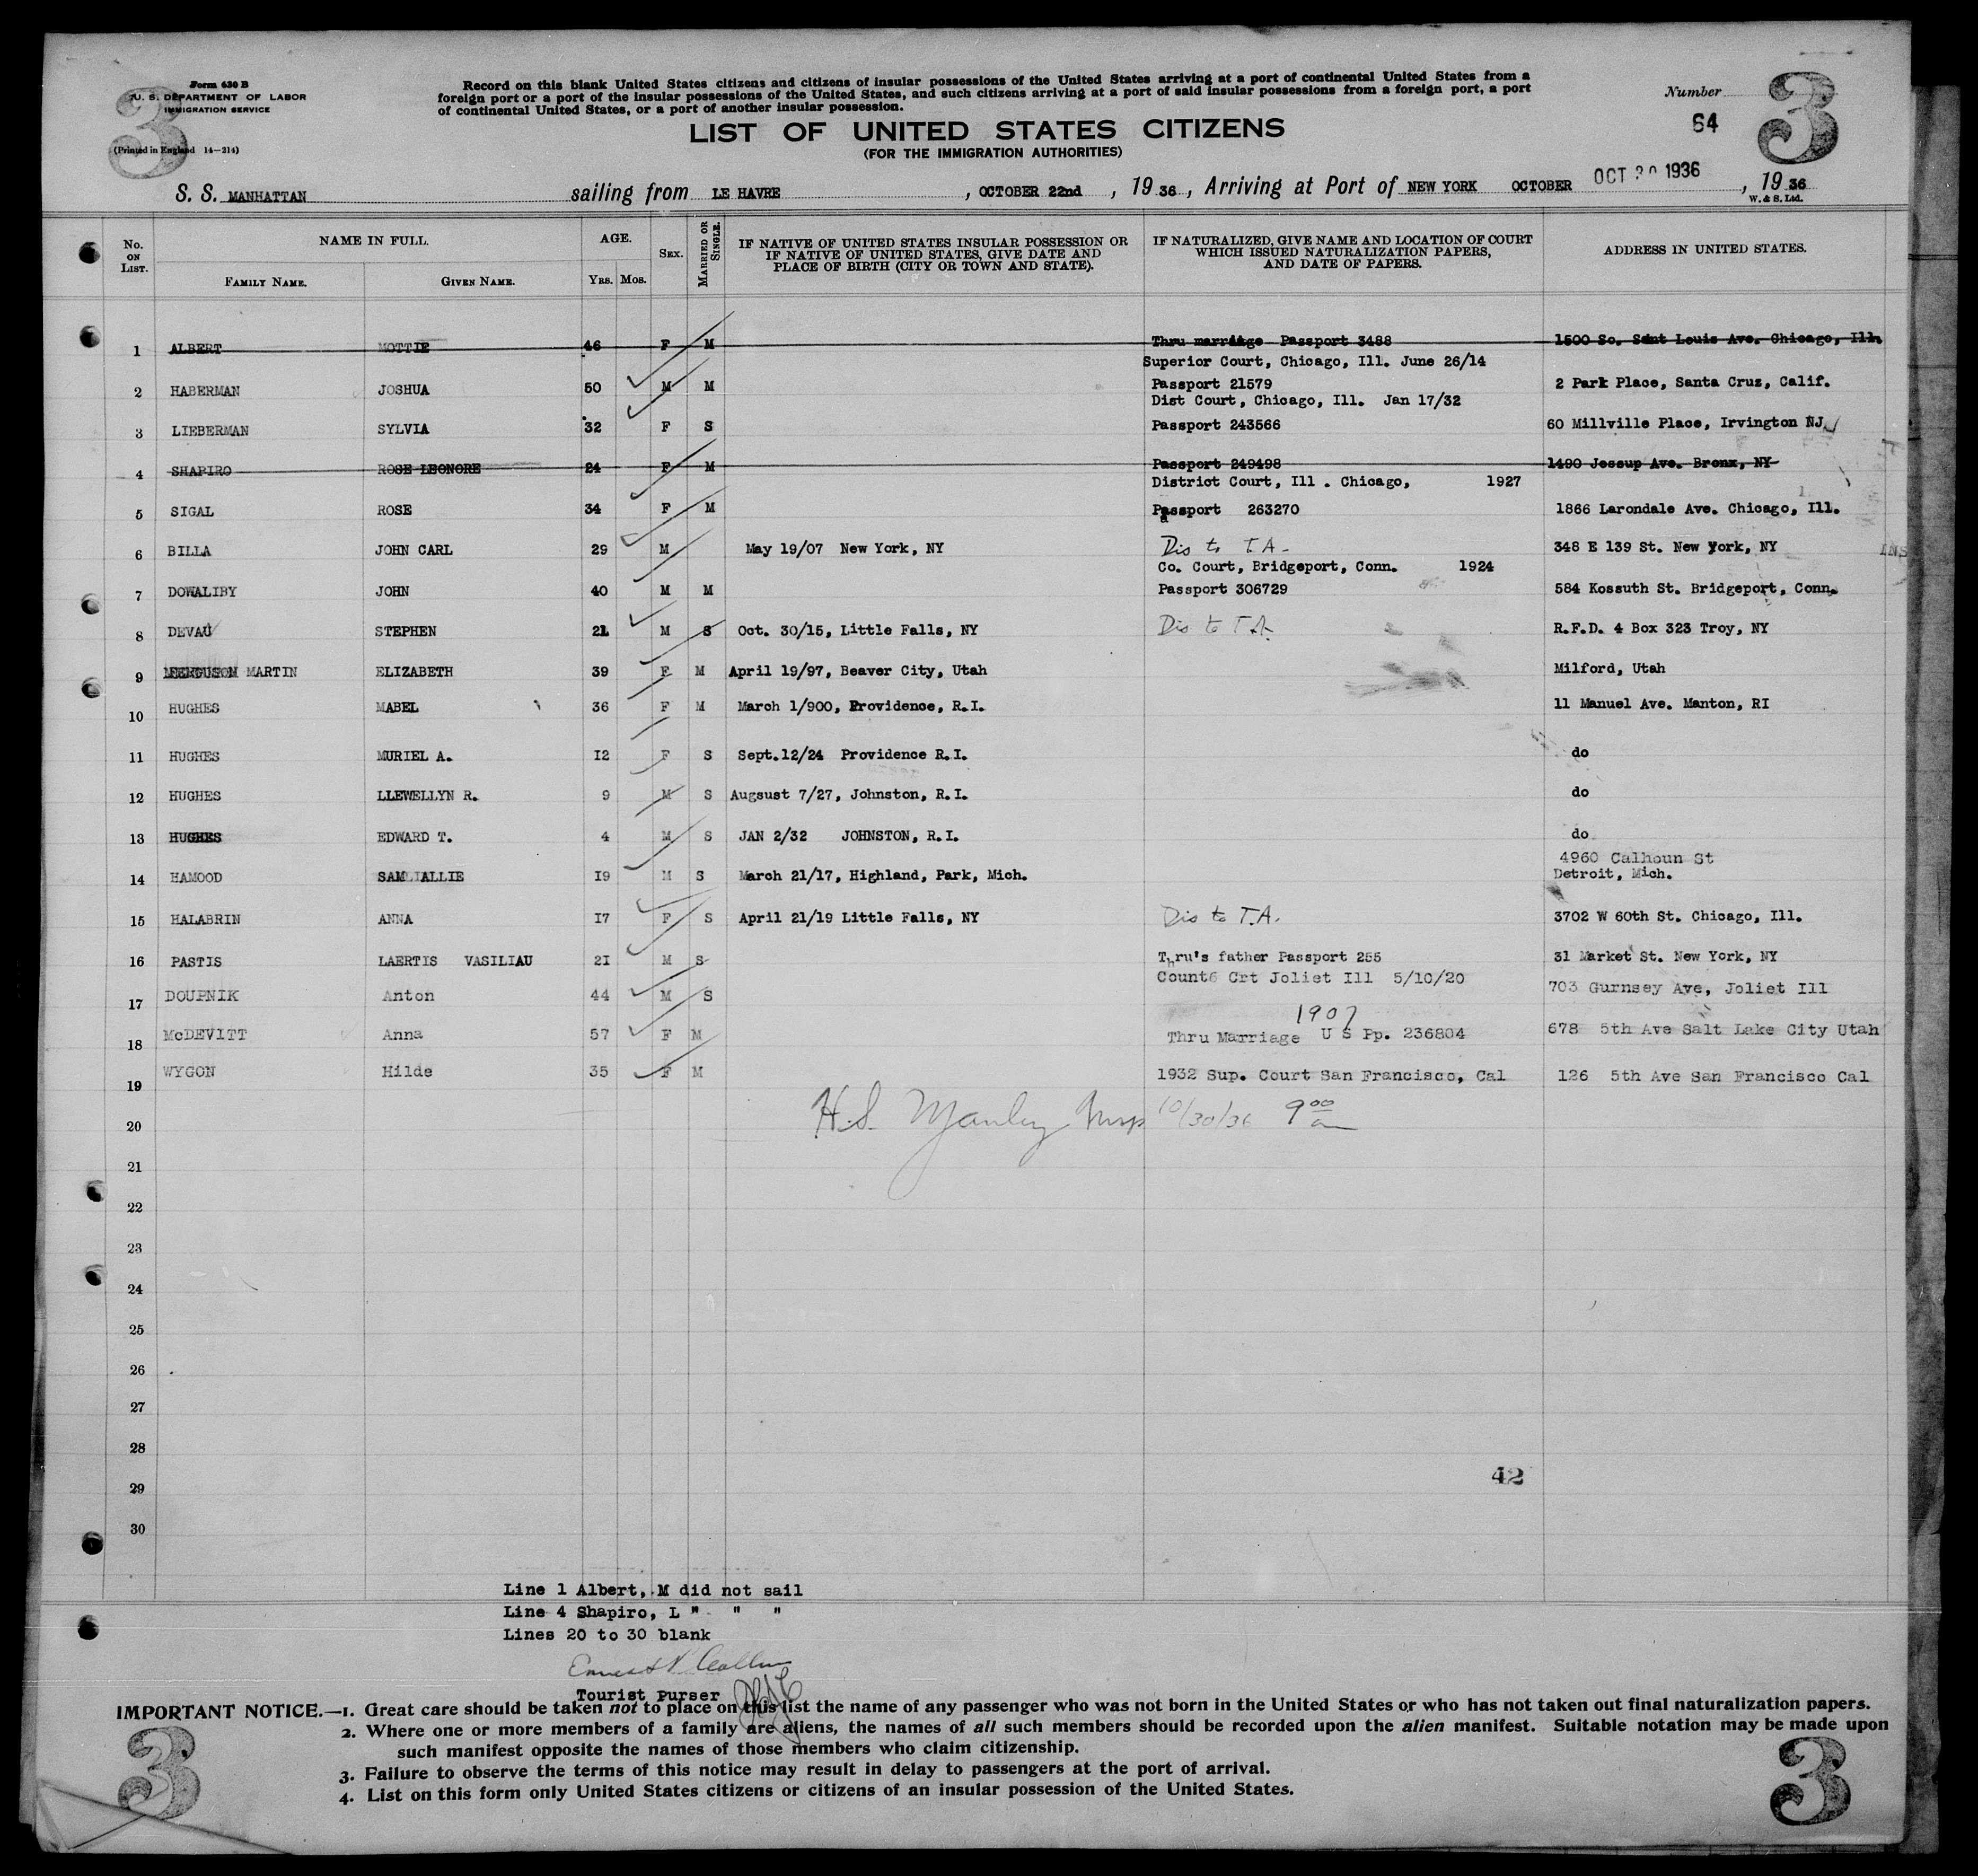 Form 630 B
U. S. DEPARTMENT OF LABOR
IMMIGRATION SERVICE
(Printed in England 14—214)
3
Record on this blank United States citizens and citizens of insular possessions of the United States arriving at a port of continental United States from a
foreign port or a port of the insular possessions of the United States, and such citizens arriving at a port of said insular possessions from a foreign port, a port
of continental United States, or a port of another insular possession.
LIST OF UNITED STATES CITIZENS
(FOR THE IMMIGRATION AUTHORITIES)
Number
64
3
S. S. MANHATTAN sailing from LE HAVRE , OCTOBER 22nd , 19 36 , Arriving at Port of NEW YORK OCTOBER OCT 30 1936 , 19 36
W. & S. Ltd.
No. ON LIST. NAME IN FULL. FAMILY NAME. GIVEN NAME. AGE. YRS. MOS. SEX. MARRIED OR SINGLE. IF NATIVE OF UNITED STATES INSULAR POSSESSION OR IF NATIVE OF UNITED STATES, GIVE DATE AND PLACE OF BIRTH (CITY OR TOWN AND STATE). IF NATURALIZED, GIVE NAME AND LOCATION OF COURT WHICH ISSUED NATURALIZATION PAPERS, AND DATE OF PAPERS. ADDRESS IN UNITED STATES.
1 ALBERT MOTTIE 46 F M Thru marriage Passport 3488 1500 So. Saint Louis Ave. Chicago, Ill.
Superior Court, Chicago, Ill. June 26/14
2 HABERMAN JOSHUA 50 M M Passport 21579 2 Park Place, Santa Cruz, Calif.
Dist Court, Chicago, Ill. Jan 17/32
3 LIEBERMAN SYLVIA 32 F S Passport 243566 60 Millville Place, Irvington NJ
4 SHAPIRO ROSE LEONORE 24 F M Passport 249498 1490 Jessup Ave. Bronx, NY
District Court, Ill . Chicago, 1927
5 SIGAL ROSE 34 F M Passport 263270 1866 Larondale Ave. Chicago, Ill.
6 BILLA JOHN CARL 29 M May 19/07 New York, NY Dis to T.A. 348 E 139 St. New York, NY
Co. Court, Bridgeport, Conn. 1924
7 DOWALIBY JOHN 40 M M Passport 306729 584 Kossuth St. Bridgeport, Conn.
8 DEVAU STEPHEN 21 M S Oct. 30/15, Little Falls, NY Dis to T.A. R.F.D. 4 Box 323 Troy, NY
9 MARTIN ELIZABETH 39 F M April 19/97, Beaver City, Utah Milford, Utah
10 HUGHES MABEL 36 F M March 1/900, Providence, R.I. 11 Manuel Ave. Manton, RI
11 HUGHES MURIEL A. 12 F S Sept.12/24 Providence R.I. do
12 HUGHES LLEWELLYN R. 9 M S Augsust 7/27, Johnston, R.I. do
13 HUGHES EDWARD T. 4 M S JAN 2/32 JOHNSTON, R.I. do
4960 Calhoun St
14 HAMOOD SAM ALLIE 19 M S March 21/17, Highland, Park, Mich. Detroit, Mich.
15 HALABRIN ANNA 17 F S April 21/19 Little Falls, NY Dis to T.A. 3702 W 60th St. Chicago, Ill.
16 PASTIS LAERTIS VASILIAU 21 M S Thru's father Passport 255 31 Market St. New York, NY
Count6 Crt Joliet Ill 5/10/20
17 DOUPNIK Anton 44 M S 703 Gurnsey Ave, Joliet Ill
1907
18 McDEVITT Anna 57 F M Thru Marriage U S Pp. 236804 678 5th Ave Salt Lake City Utah
19 WYGON Hilde 35 F M 1932 Sup. Court San Francisco, Cal 126 5th Ave San Francisco Cal
20 H.S. Manley Insp 10/30/36 9 00 am
21
22
23
24
25
26
27
28
29 42
30
Line 1 Albert, M did not sail
Line 4 Shapiro, L " " "
Lines 20 to 30 blank
Tourist Purser
IMPORTANT NOTICE.—1. Great care should be taken not to place on this list the name of any passenger who was not born in the United States or who has not taken out final naturalization papers.
2. Where one or more members of a family are aliens, the names of all such members should be recorded upon the alien manifest. Suitable notation may be made upon
such manifest opposite the names of those members who claim citizenship.
3. Failure to observe the terms of this notice may result in delay to passengers at the port of arrival.
4. List on this form only United States citizens or citizens of an insular possession of the United States.
3
3